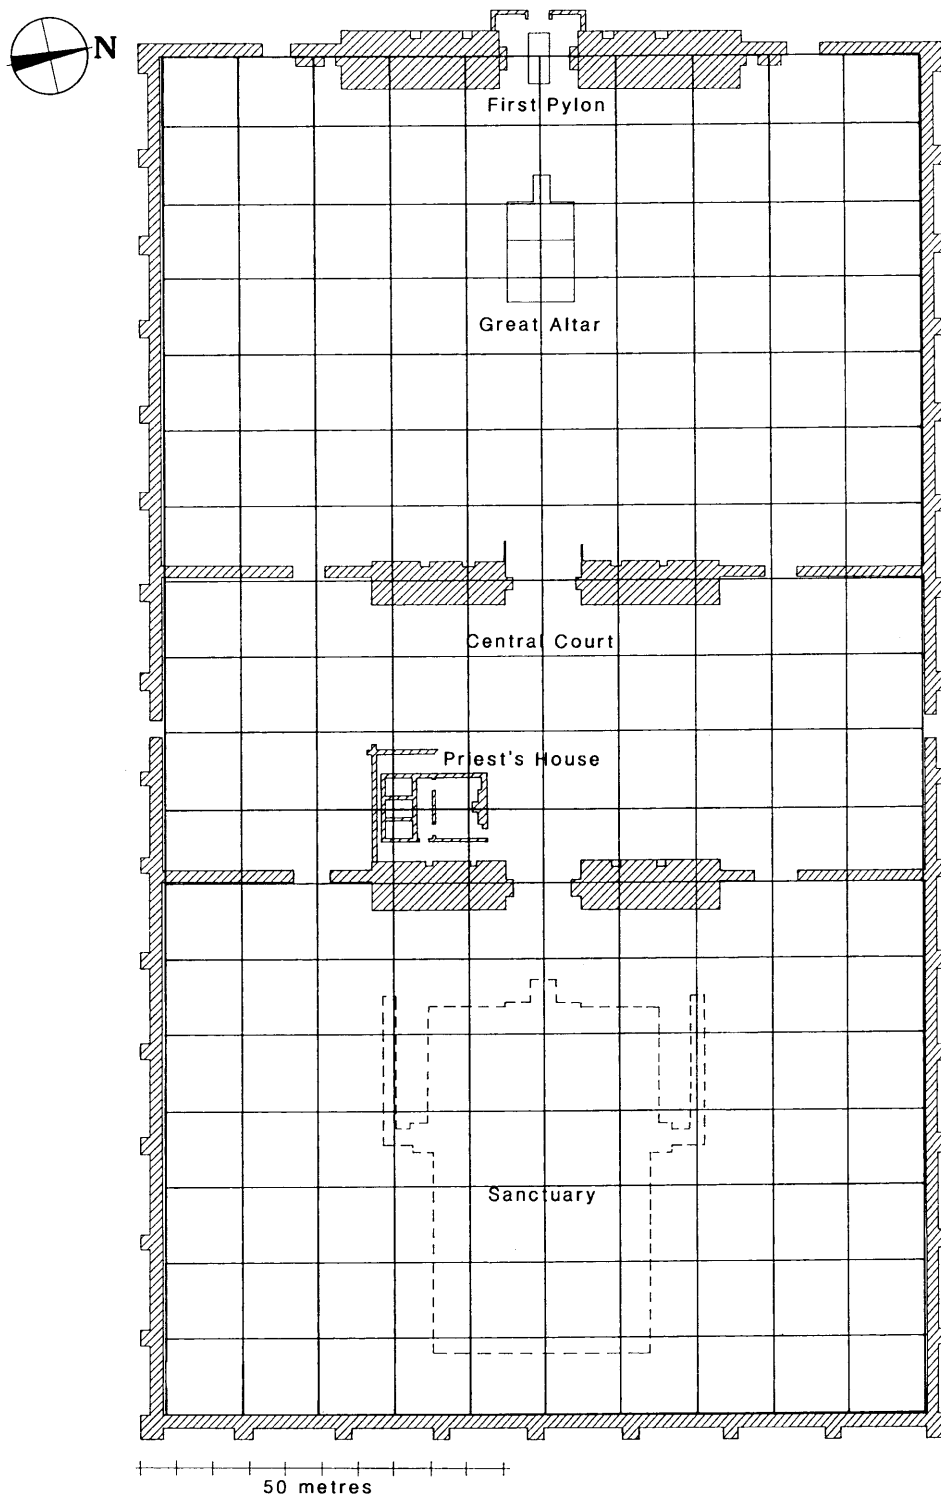 N
First Pylon
Great Altar
Central Court
Priest's House
Sanctuary
50 metres